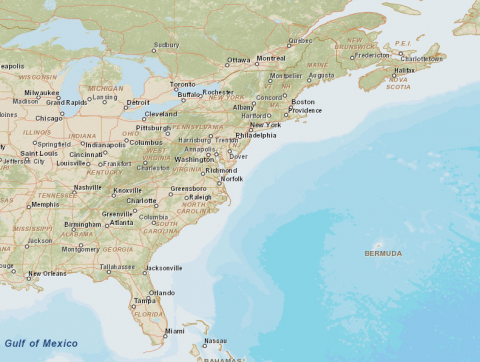 Québec
NEW
BRUNSWICK
P.E.I.
Sudbury
Ottawa
Montreal
Fredericton
Charlottetown
MAINE
eapolis
WISCONSIN
Montpelier
Augusta
Halifax
NOVA
SCOTIA
MICHIGAN
Toronto
NH
Milwaukee
Lansing
Buffalo
Rochester
Concord
Madison
Grand Rapids
Detroit
NEW YORK
Albany
MA
Boston
Chicago
Cleveland
Hartford
Providence
oines
ILLINOIS
INDIANA
OHIO
Pittsburgh
PENNSYLVANIA
New York
Springfield
Indianapolis
Columbus
Harrisburg
Trenton
Philadelphia
Saint Louis
Cincinnati
WEST
VIRGINIA
Annapolis
Dover
Jefferson City
Louisville
Frankfort
Charleston
Washington
KENTUCKY
VIRGINIA
Richmond
Nashville
Knoxville
Greensboro
Norfolk
TENNESSEE
Raleigh
Memphis
Charlotte
NORTH
CAROLINA
Greenville
Columbia
MISSISSIPPI
Birmingham
Atlanta
SOUTH
CAROLINA
ALABAMA
Jackson
Montgomery
GEORGIA
BERMUDA
ouge
New Orleans
Tallahassee
Jacksonville
Orlando
Tampa
FLORIDA
Gulf of Mexico
Miami
Nassau
BAHAMAS